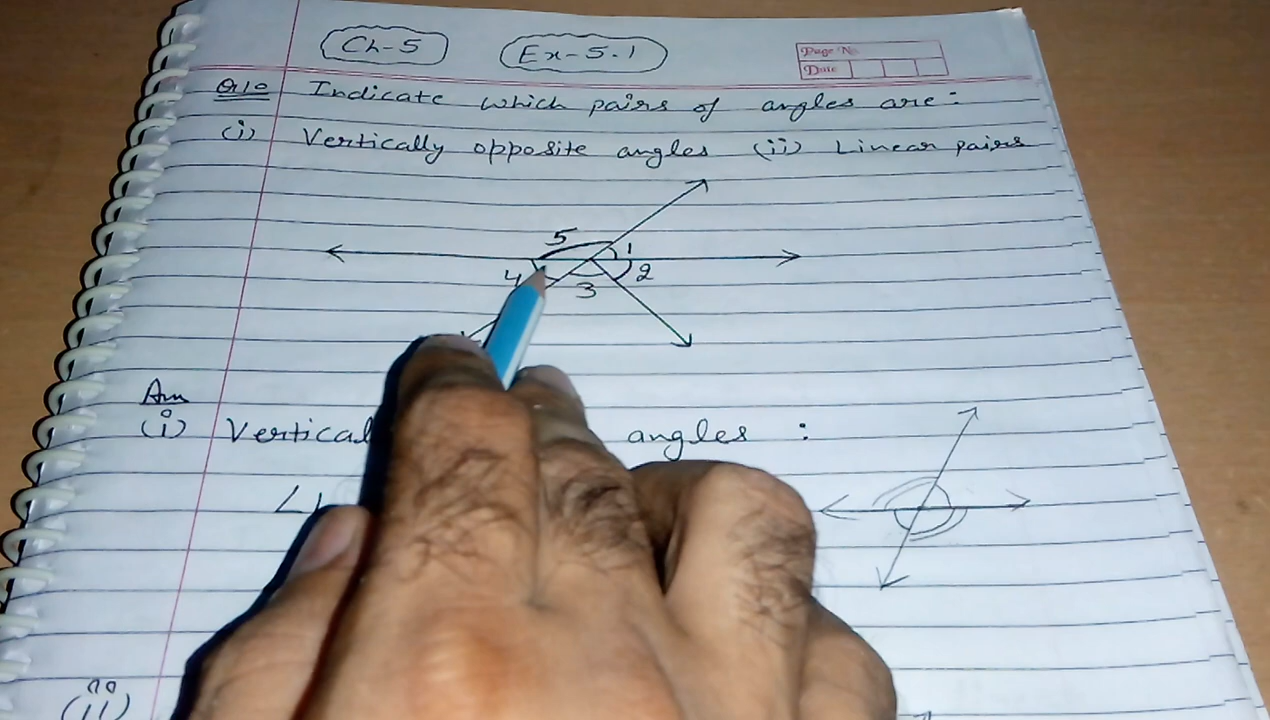 Ch-5 Ex-5.1
Page No.
Date
Q10 Indicate which pairs of angles are:
(i) Vertically opposite angles (ii) Linear pairs
5 1
4 3 2
Ans
(i) angles :
(ii)